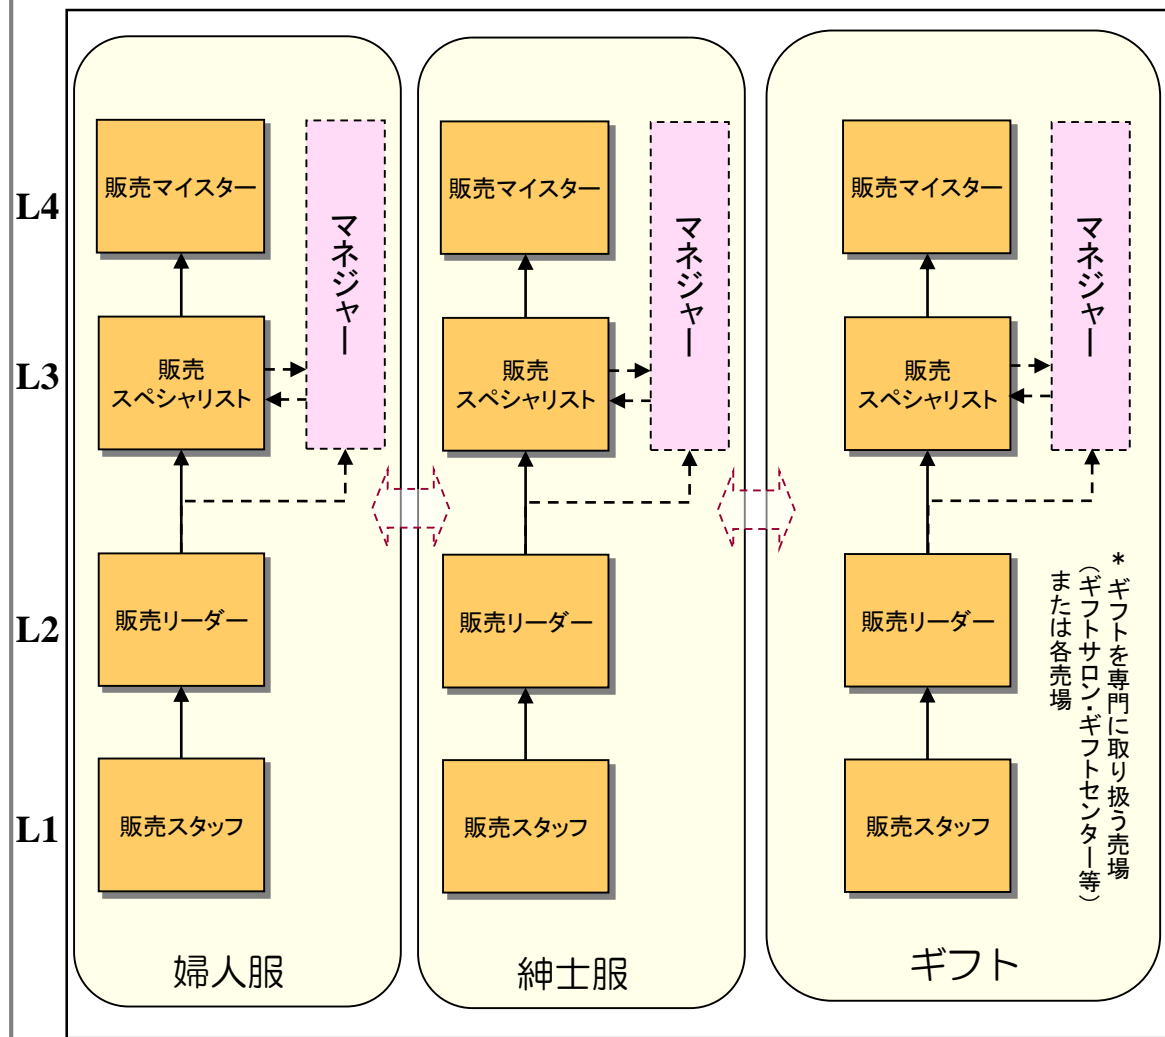 L4
L3
L2
L1
販売マイスター
マネジャー
販売
スペシャリスト
販売リーダー
販売スタッフ
婦人服
販売マイスター
マネジャー
販売
スペシャリスト
販売リーダー
販売スタッフ
紳士服
販売マイスター
マネジャー
販売
スペシャリスト
販売リーダー
販売スタッフ
＊ギフトを専門に取り扱う売場
（ギフトサロン・ギフトセンター等）
または各売場
ギフト